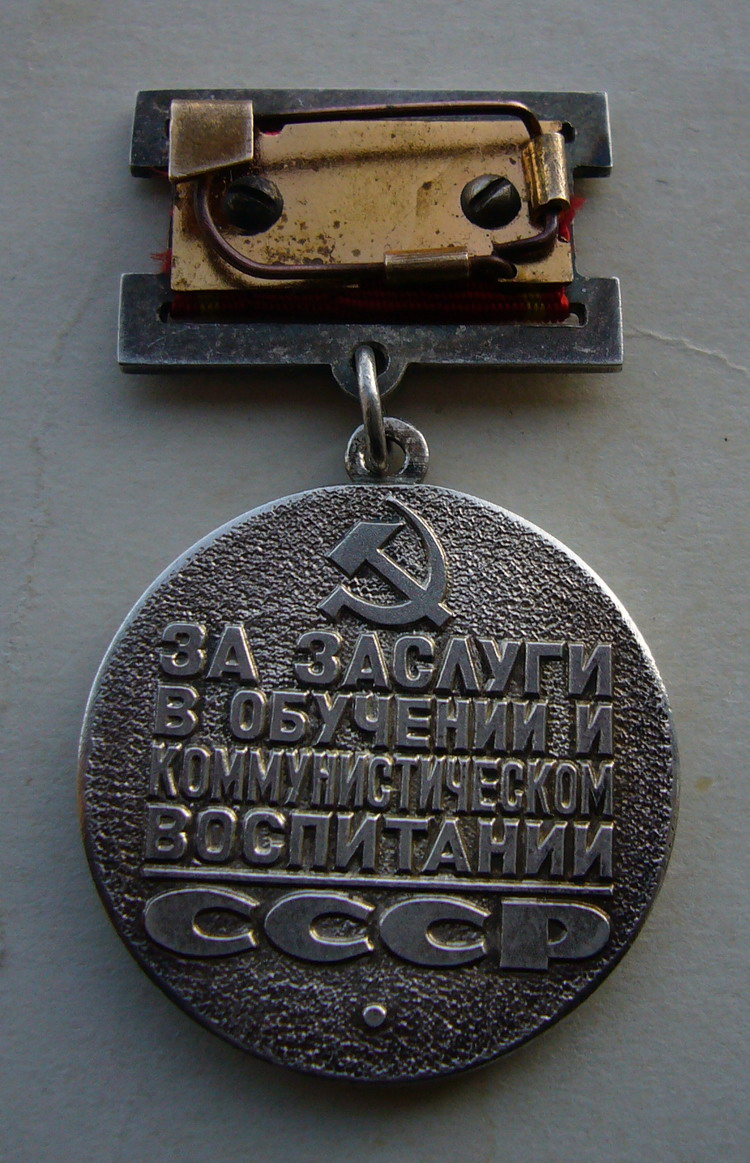 ЗА ЗАСЛУГИ
В ОБУЧЕНИИ И
КОММУНИСТИЧЕСКОМ
ВОСПИТАНИИ
СССР